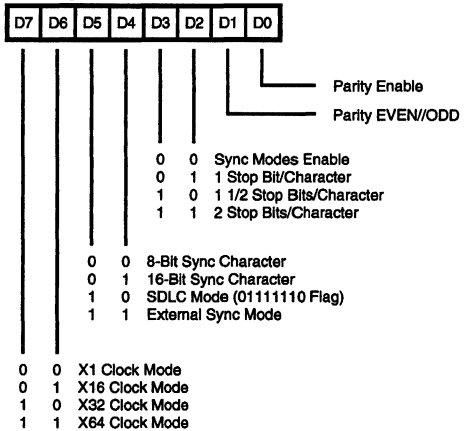 D7 D6 D5 D4 D3 D2 D1 D0
Parity Enable
Parity EVEN//ODD
0 0 Sync Modes Enable
0 1 1 Stop Bit/Character
1 0 1 1/2 Stop Bits/Character
1 1 2 Stop Bits/Character
0 0 8-Bit Sync Character
0 1 16-Bit Sync Character
1 0 SDLC Mode (01111110 Flag)
1 1 External Sync Mode
0 0 X1 Clock Mode
0 1 X16 Clock Mode
1 0 X32 Clock Mode
1 1 X64 Clock Mode